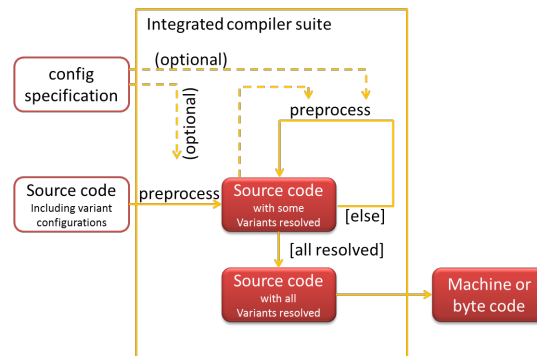 Integrated compiler suite
(optional)
config
specification
(optional)
preprocess
Source code
Including variant
configurations
preprocess
Source code
with some
Variants resolved
[else]
[all resolved]
Source code
with all
Variants resolved
Machine or
byte code